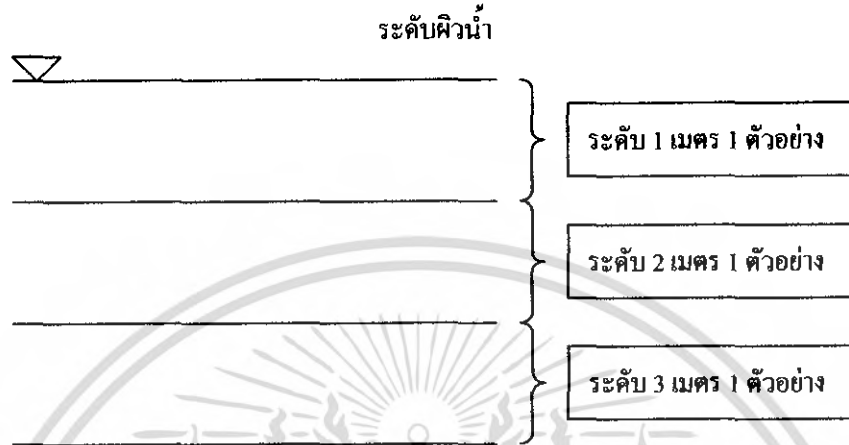 ระดับผิวน้ำ
ระดับ 1 เมตร 1 ตัวอย่าง
ระดับ 2 เมตร 1 ตัวอย่าง
ระดับ 3 เมตร 1 ตัวอย่าง